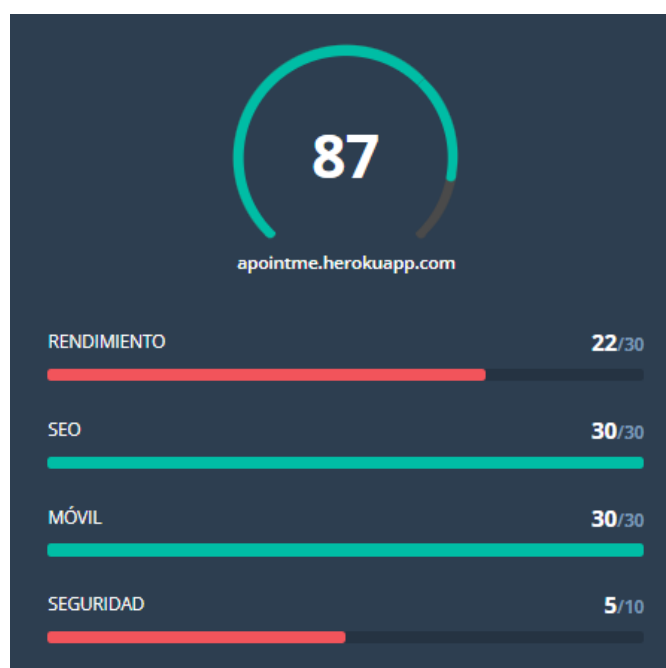 87
apointme.herokuapp.com
RENDIMIENTO 22/30
SEO 30/30
MÓVIL 30/30
SEGURIDAD 5/10